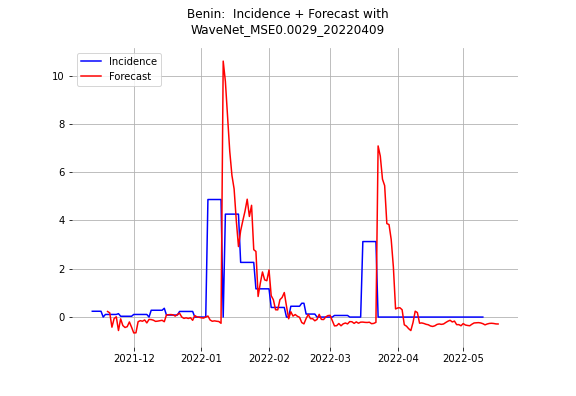 Benin:  Incidence + Forecast with
WaveNet_MSE0.0029_20220409
Incidence
Forecast
10
8
6
4
2
0
2021-12 2022-01 2022-02 2022-03 2022-04 2022-05